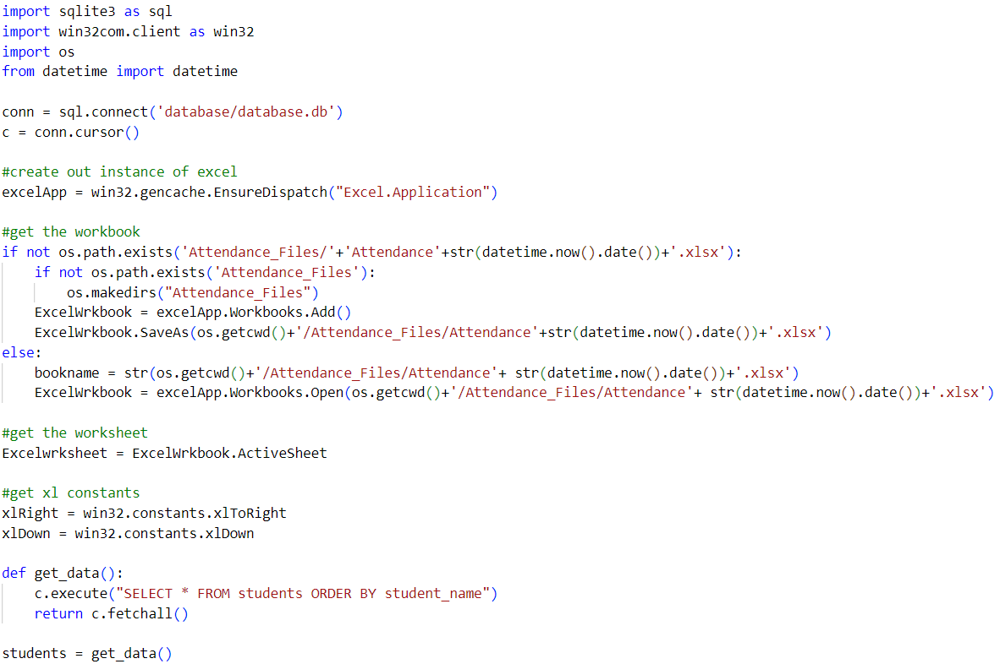 import sqlite3 as sql
import win32com.client as win32
import os
from datetime import datetime

conn = sql.connect('database/database.db')
c = conn.cursor()

#create out instance of excel
excelApp = win32.gencache.EnsureDispatch("Excel.Application")

#get the workbook
if not os.path.exists('Attendance_Files/'+'Attendance'+str(datetime.now().date())+'.xlsx'):
    if not os.path.exists('Attendance_Files'):
        os.makedirs("Attendance_Files")
    ExcelWrkbook = excelApp.Workbooks.Add()
    ExcelWrkbook.SaveAs(os.getcwd()+'/Attendance_Files/Attendance'+str(datetime.now().date())+'.xlsx')
else:
    bookname = str(os.getcwd()+'/Attendance_Files/Attendance'+ str(datetime.now().date())+'.xlsx')
    ExcelWrkbook = excelApp.Workbooks.Open(os.getcwd()+'/Attendance_Files/Attendance'+ str(datetime.now().date())+'.xlsx')

#get the worksheet
Excelwrksheet = ExcelWrkbook.ActiveSheet

#get xl constants
xlRight = win32.constants.xlToRight
xlDown = win32.constants.xlDown

def get_data():
    c.execute("SELECT * FROM students ORDER BY student_name")
    return c.fetchall()

students = get_data()